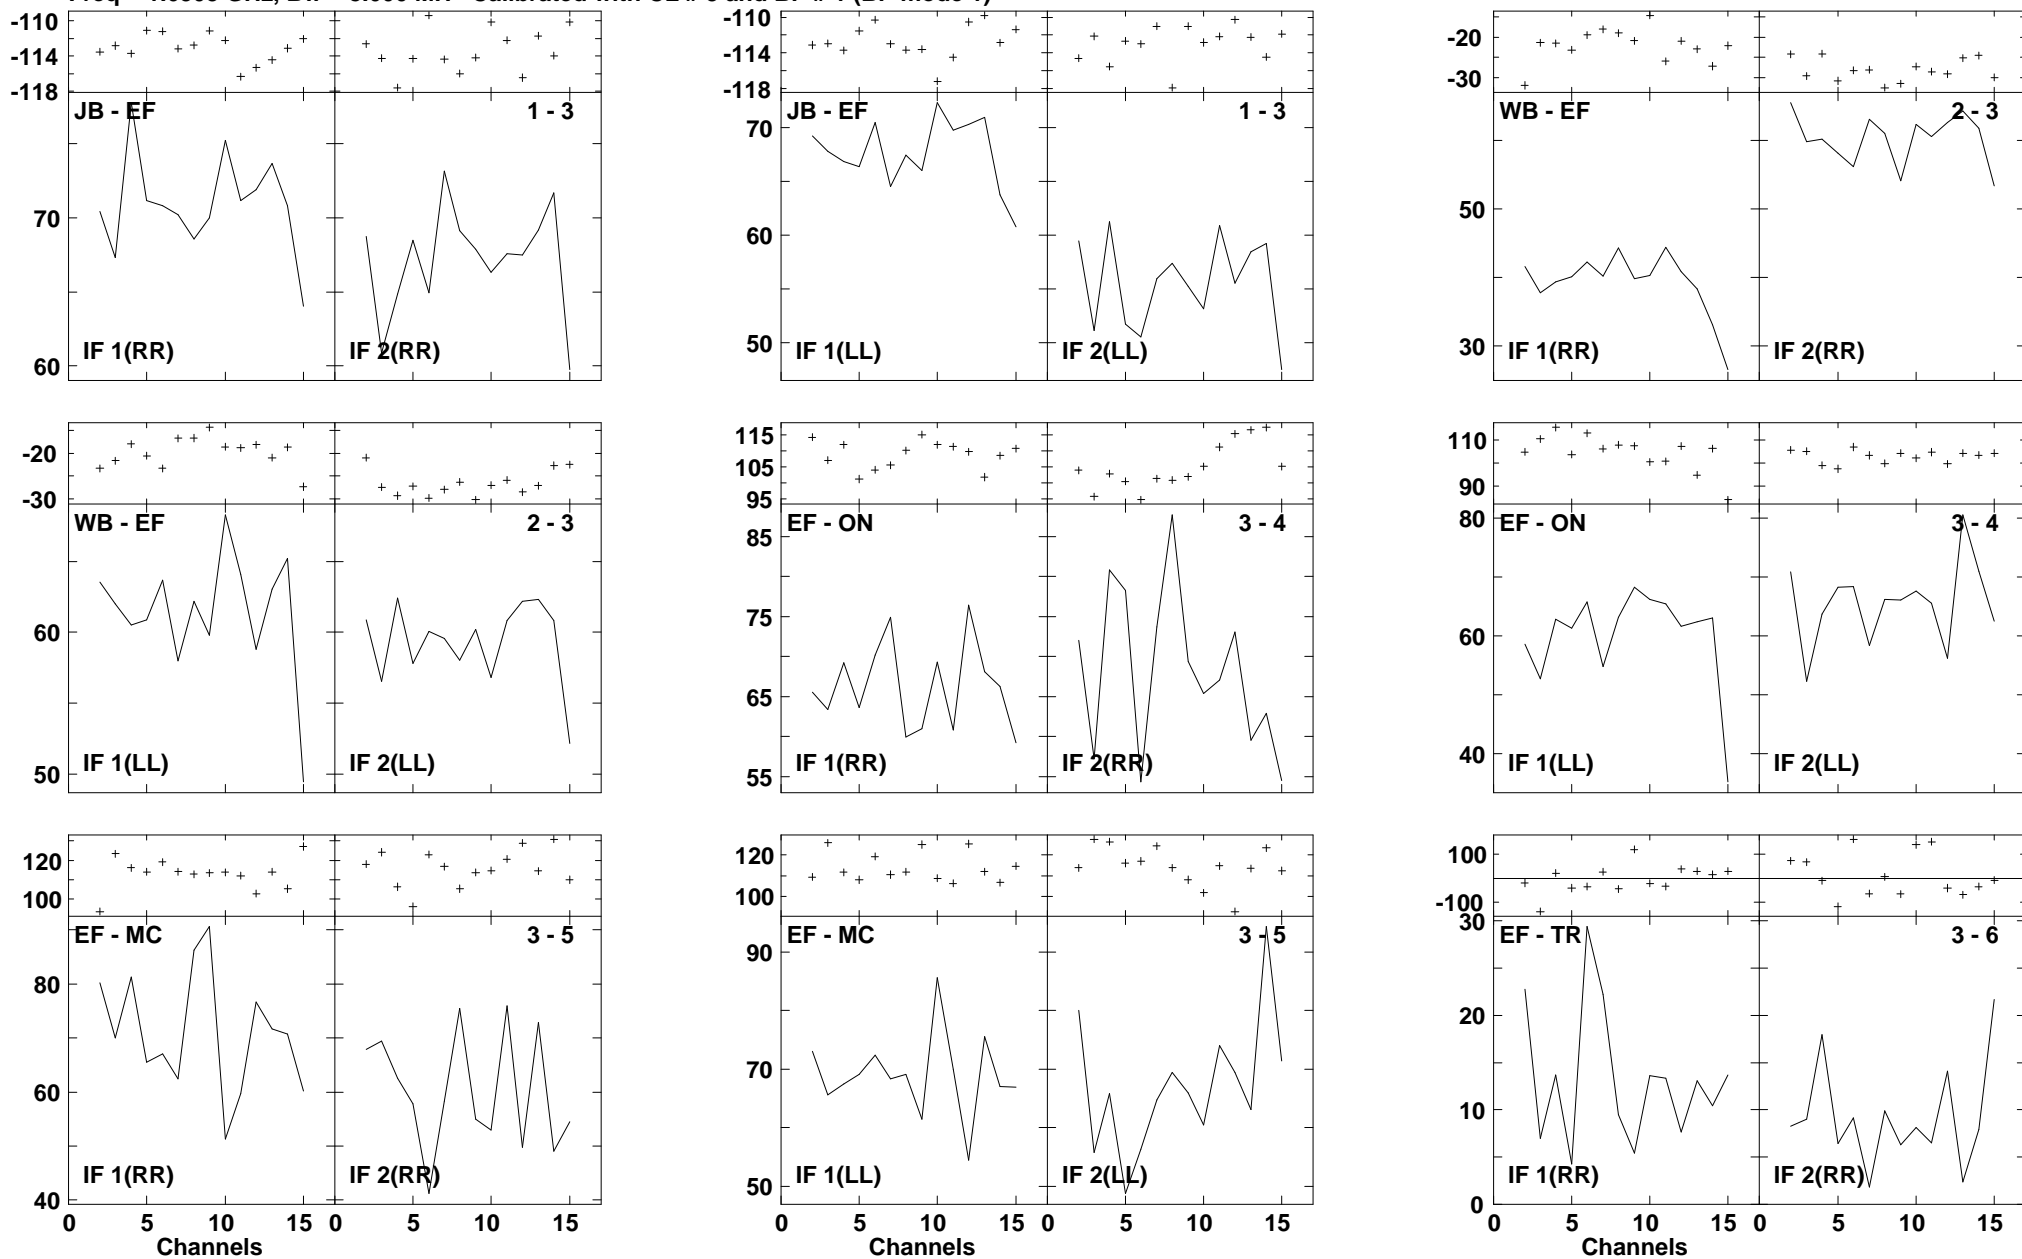 -110
-114
-118
JB - EF
1 - 3
70
60
IF 1(RR)
IF 2(RR)
-110
-114
-118
JB - EF
1 - 3
70
60
50
IF 1(LL)
IF 2(LL)
-20
-30
WB - EF
2 - 3
50
30
IF 1(RR)
IF 2(RR)
-20
-30
WB - EF
2 - 3
60
50
IF 1(LL)
IF 2(LL)
115
105
95
EF - ON
3 - 4
85
75
65
55
IF 1(RR)
IF 2(RR)
110
90
EF - ON
3 - 4
80
60
40
IF 1(LL)
IF 2(LL)
120
100
EF - MC
3 - 5
80
60
40
IF 1(RR)
IF 2(RR)
0 5 10 15 0 5 10 15
Channels
120
100
EF - MC
3 - 5
90
70
50
IF 1(LL)
IF 2(LL)
0 5 10 15 0 5 10 15
Channels
100
-100
EF - TR
3 - 6
30
20
10
0
IF 1(RR)
IF 2(RR)
0 5 10 15 0 5 10 15
Channels